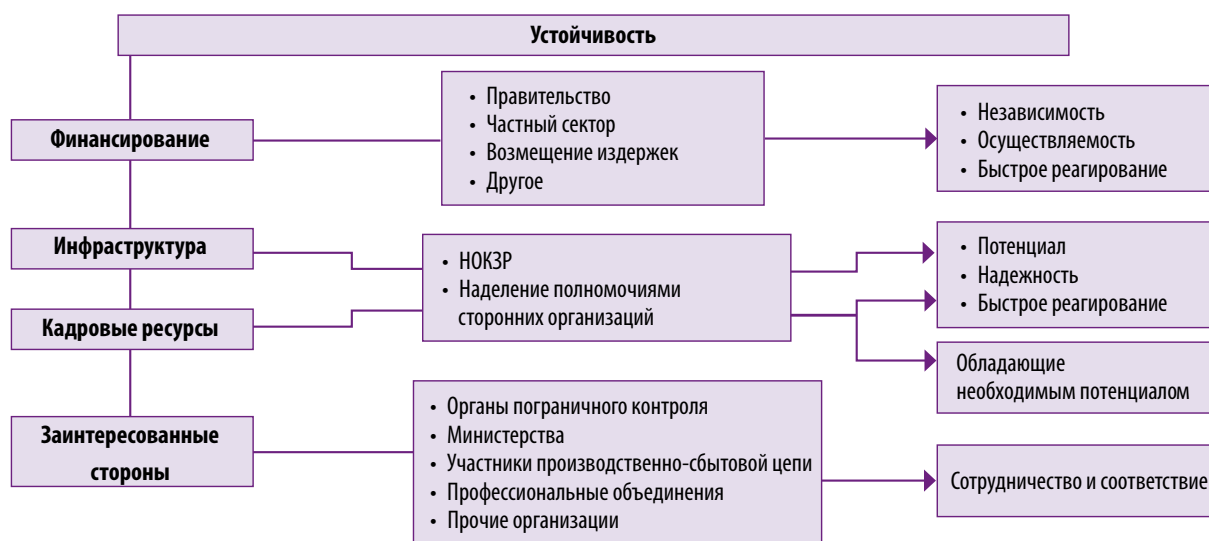 Устойчивость
Финансирование
• Правительство
• Частный сектор
• Возмещение издержек
• Другое
• Независимость
• Осуществляемость
• Быстрое реагирование
Инфраструктура
Кадровые ресурсы
• НОКЗР
• Наделение полномочиями
сторонних организаций
• Потенциал
• Надежность
• Быстрое реагирование
Обладающие
необходимым потенциалом
Заинтересованные
стороны
• Органы пограничного контроля
• Министерства
• Участники производственно-сбытовой цепи
• Профессиональные объединения
• Прочие организации
Сотрудничество и соответствие